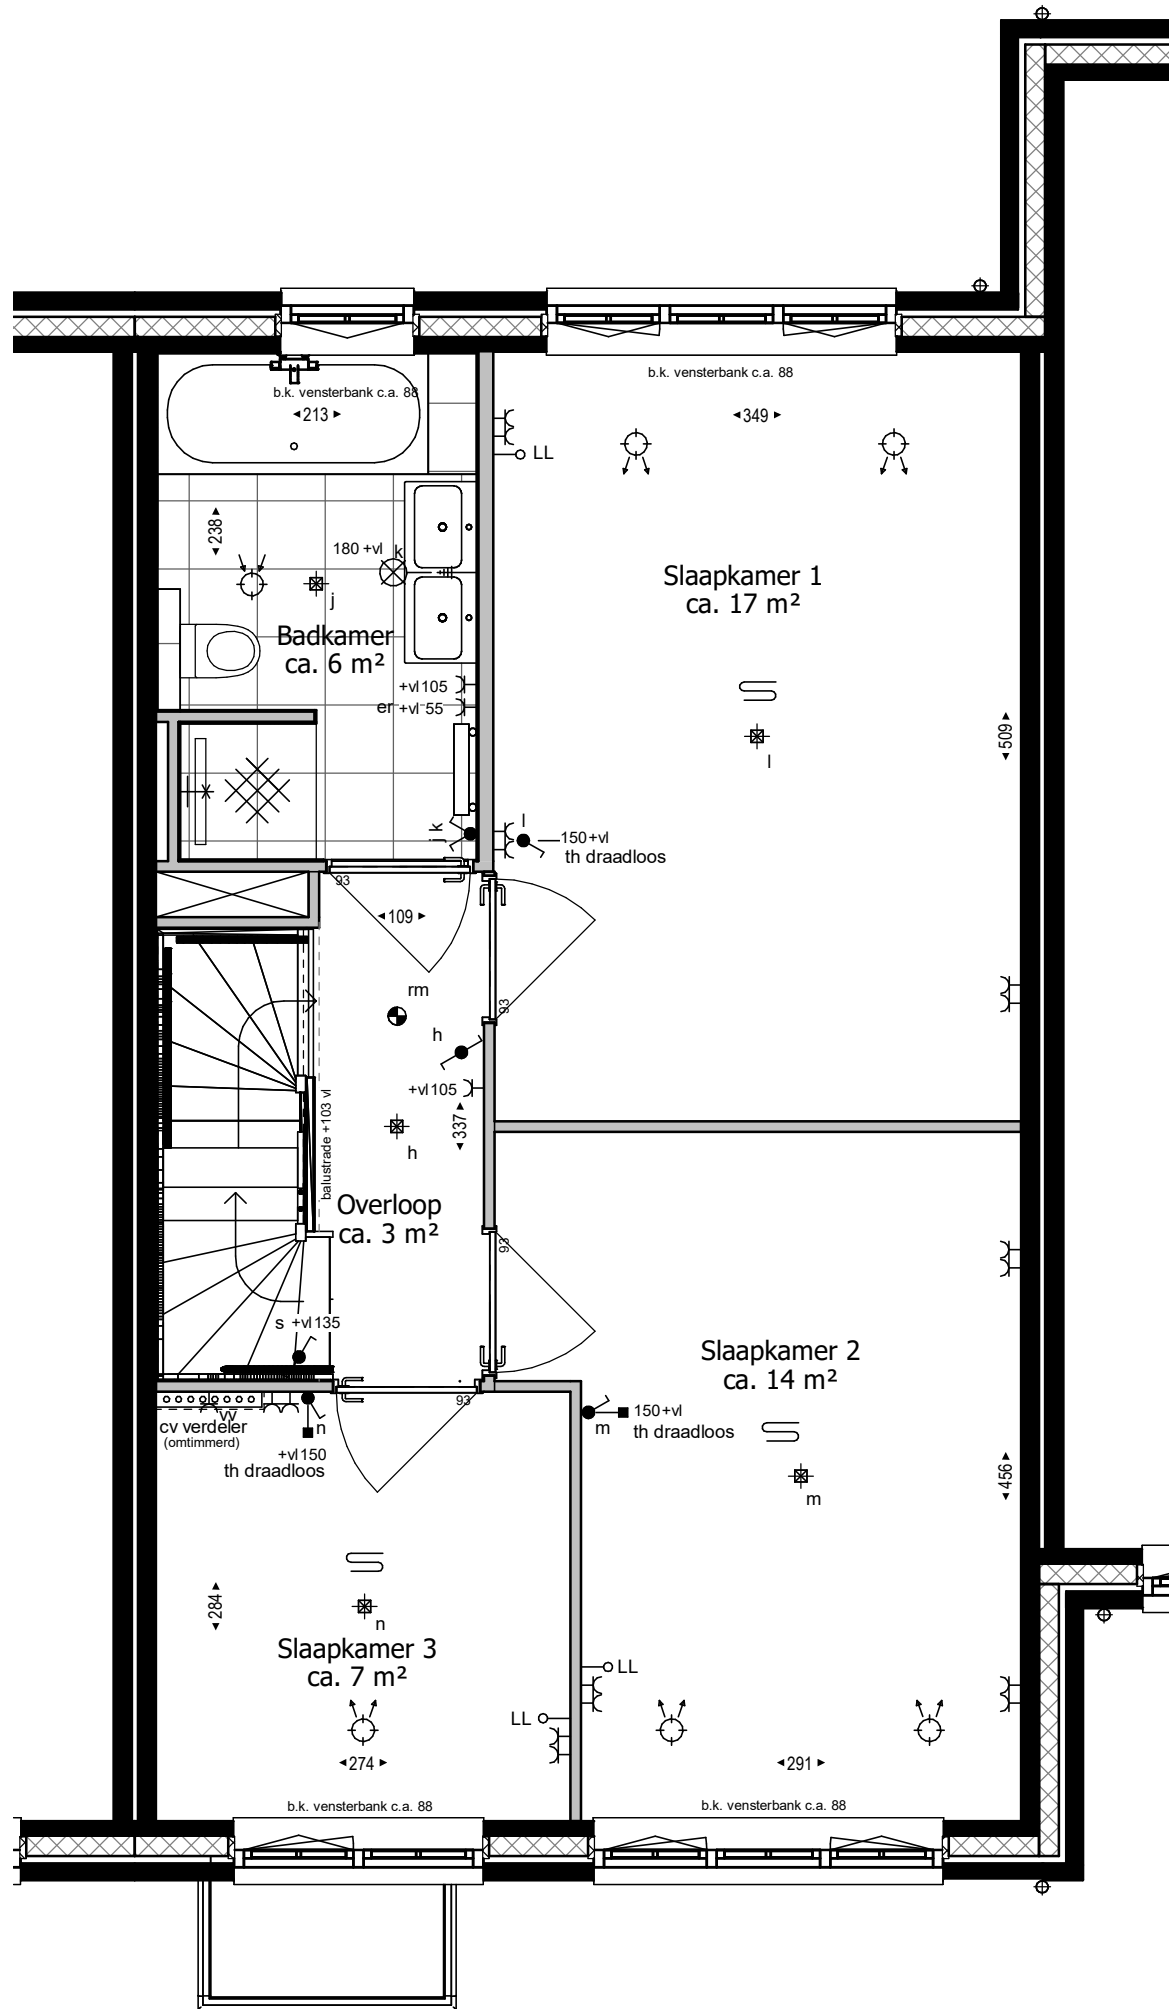 b.k. vensterbank c.a. 88
b.k. vensterbank c.a. 88
213
349
LL
238
180 +vl
k
j
Slaapkamer 1
ca. 17 m²
Badkamer
ca. 6 m²
+vl 105
er +vl 55
509
l
j k
l
150+vl
th draadloos
93
109
93
rm
h
+vl 105
337
h
balustrade +103 vl
Overloop
ca. 3 m²
93
s +vl 135
Slaapkamer 2
ca. 14 m²
93
vv
cv verdeler
(omtimmerd)
n
+vl 150
th draadloos
m
150+vl
th draadloos
456
m
284
n
Slaapkamer 3
ca. 7 m²
LL
LL
274
291
b.k. vensterbank c.a. 88
b.k. vensterbank c.a. 88